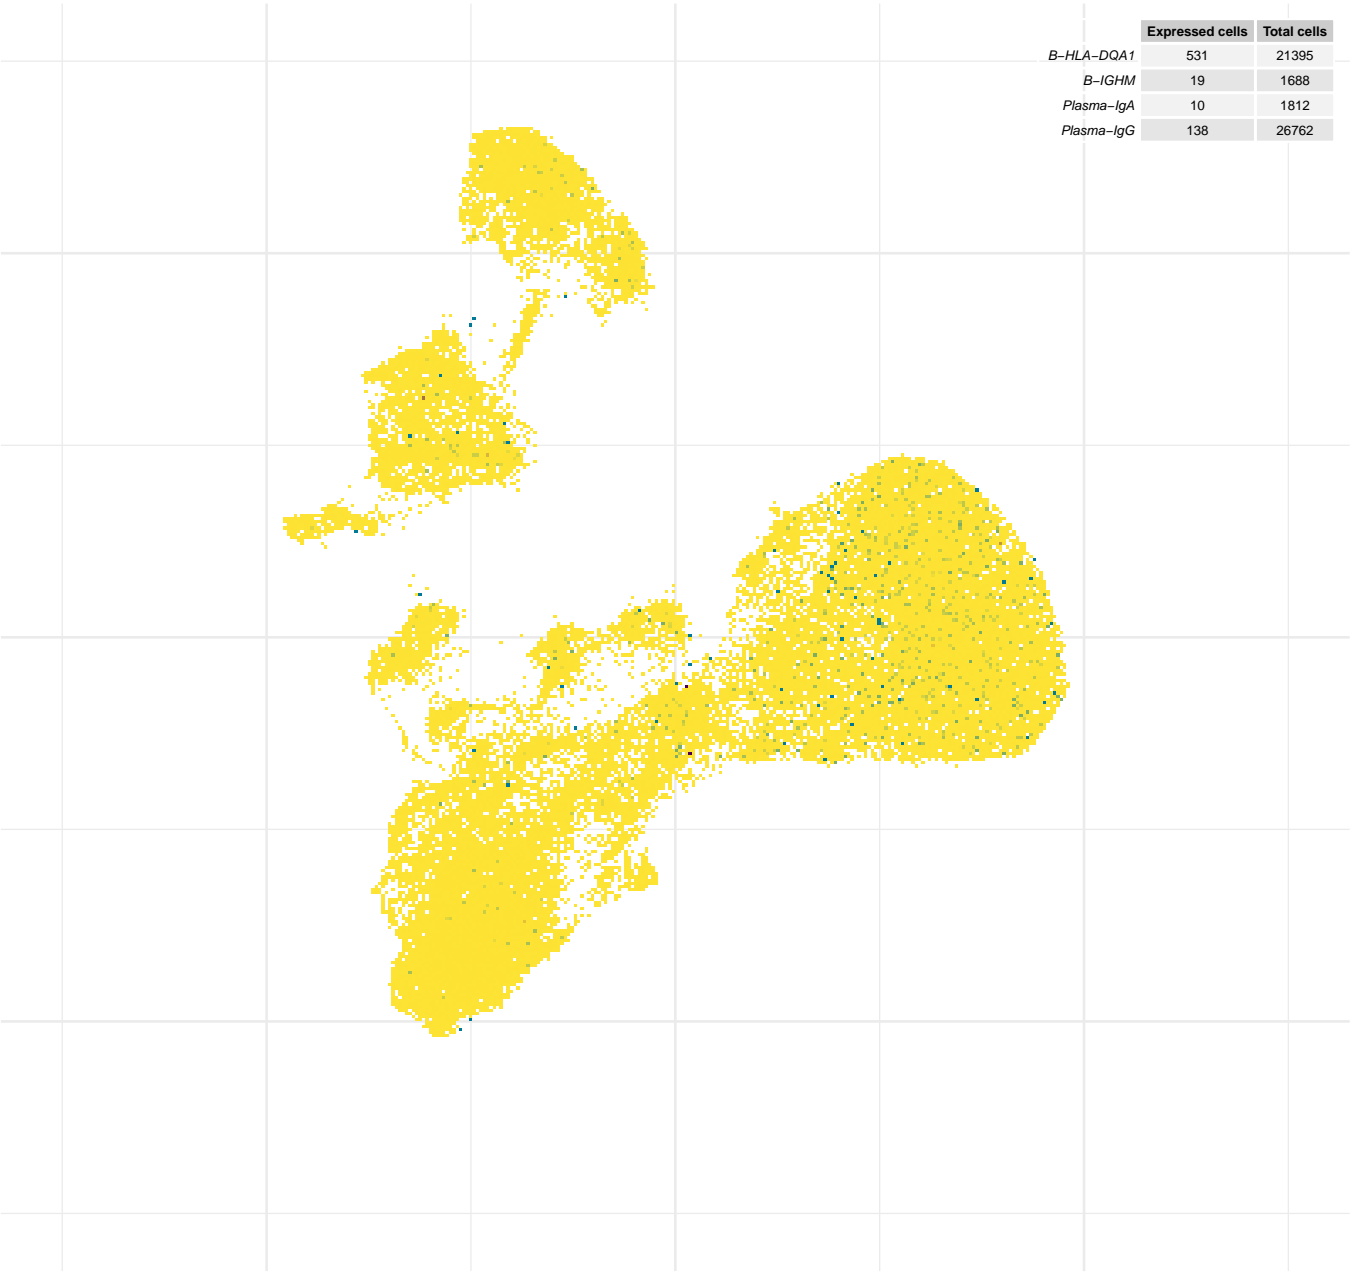 Expressed cells Total cells
B−HLA−DQA1 531 21395
B−IGHM 19 1688
Plasma−IgA 10 1812
Plasma−IgG 138 26762